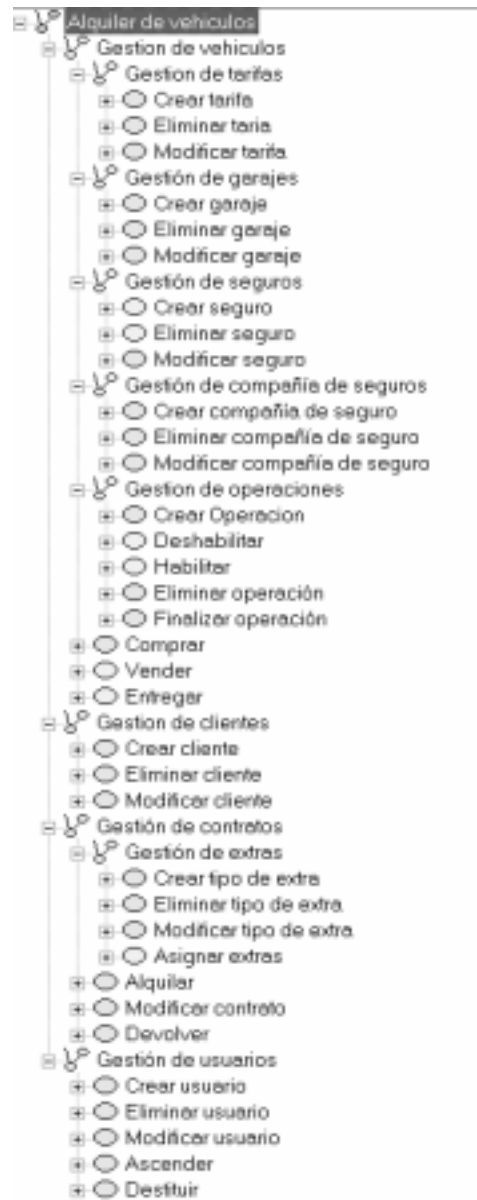 Alquiler de vehiculos
Gestion de vehiculos
Gestion de tarifas
Crear tarifa
Eliminar taria
Modificar tarifa
Gestión de garajes
Crear garaje
Eliminar garaje
Modificar garaje
Gestión de seguros
Crear seguro
Eliminar seguro
Modificar seguro
Gestión de compañía de seguros
Crear compañía de seguro
Eliminar compañía de seguro
Modificar compañía de seguro
Gestion de operaciones
Crear Operacion
Deshabilitar
Habilitar
Eliminar operación
Finalizar operación
Comprar
Vender
Entregar
Gestion de clientes
Crear cliente
Eliminar cliente
Modificar cliente
Gestión de contratos
Gestión de extras
Crear tipo de extra
Eliminar tipo de extra
Modificar tipo de extra
Asignar extras
Alquilar
Modificar contrato
Devolver
Gestión de usuarios
Crear usuario
Eliminar usuario
Modificar usuario
Ascender
Destituir